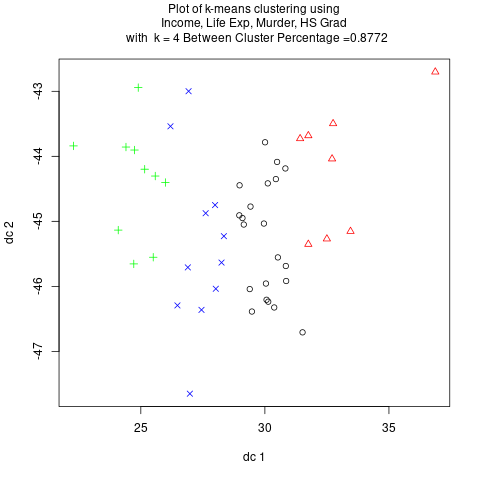 Plot of k-means clustering using
Income, Life Exp, Murder, HS Grad
with k = 4 Between Cluster Percentage =0.8772
-43
-44
-45
-46
-47
dc 2
25 30 35
dc 1